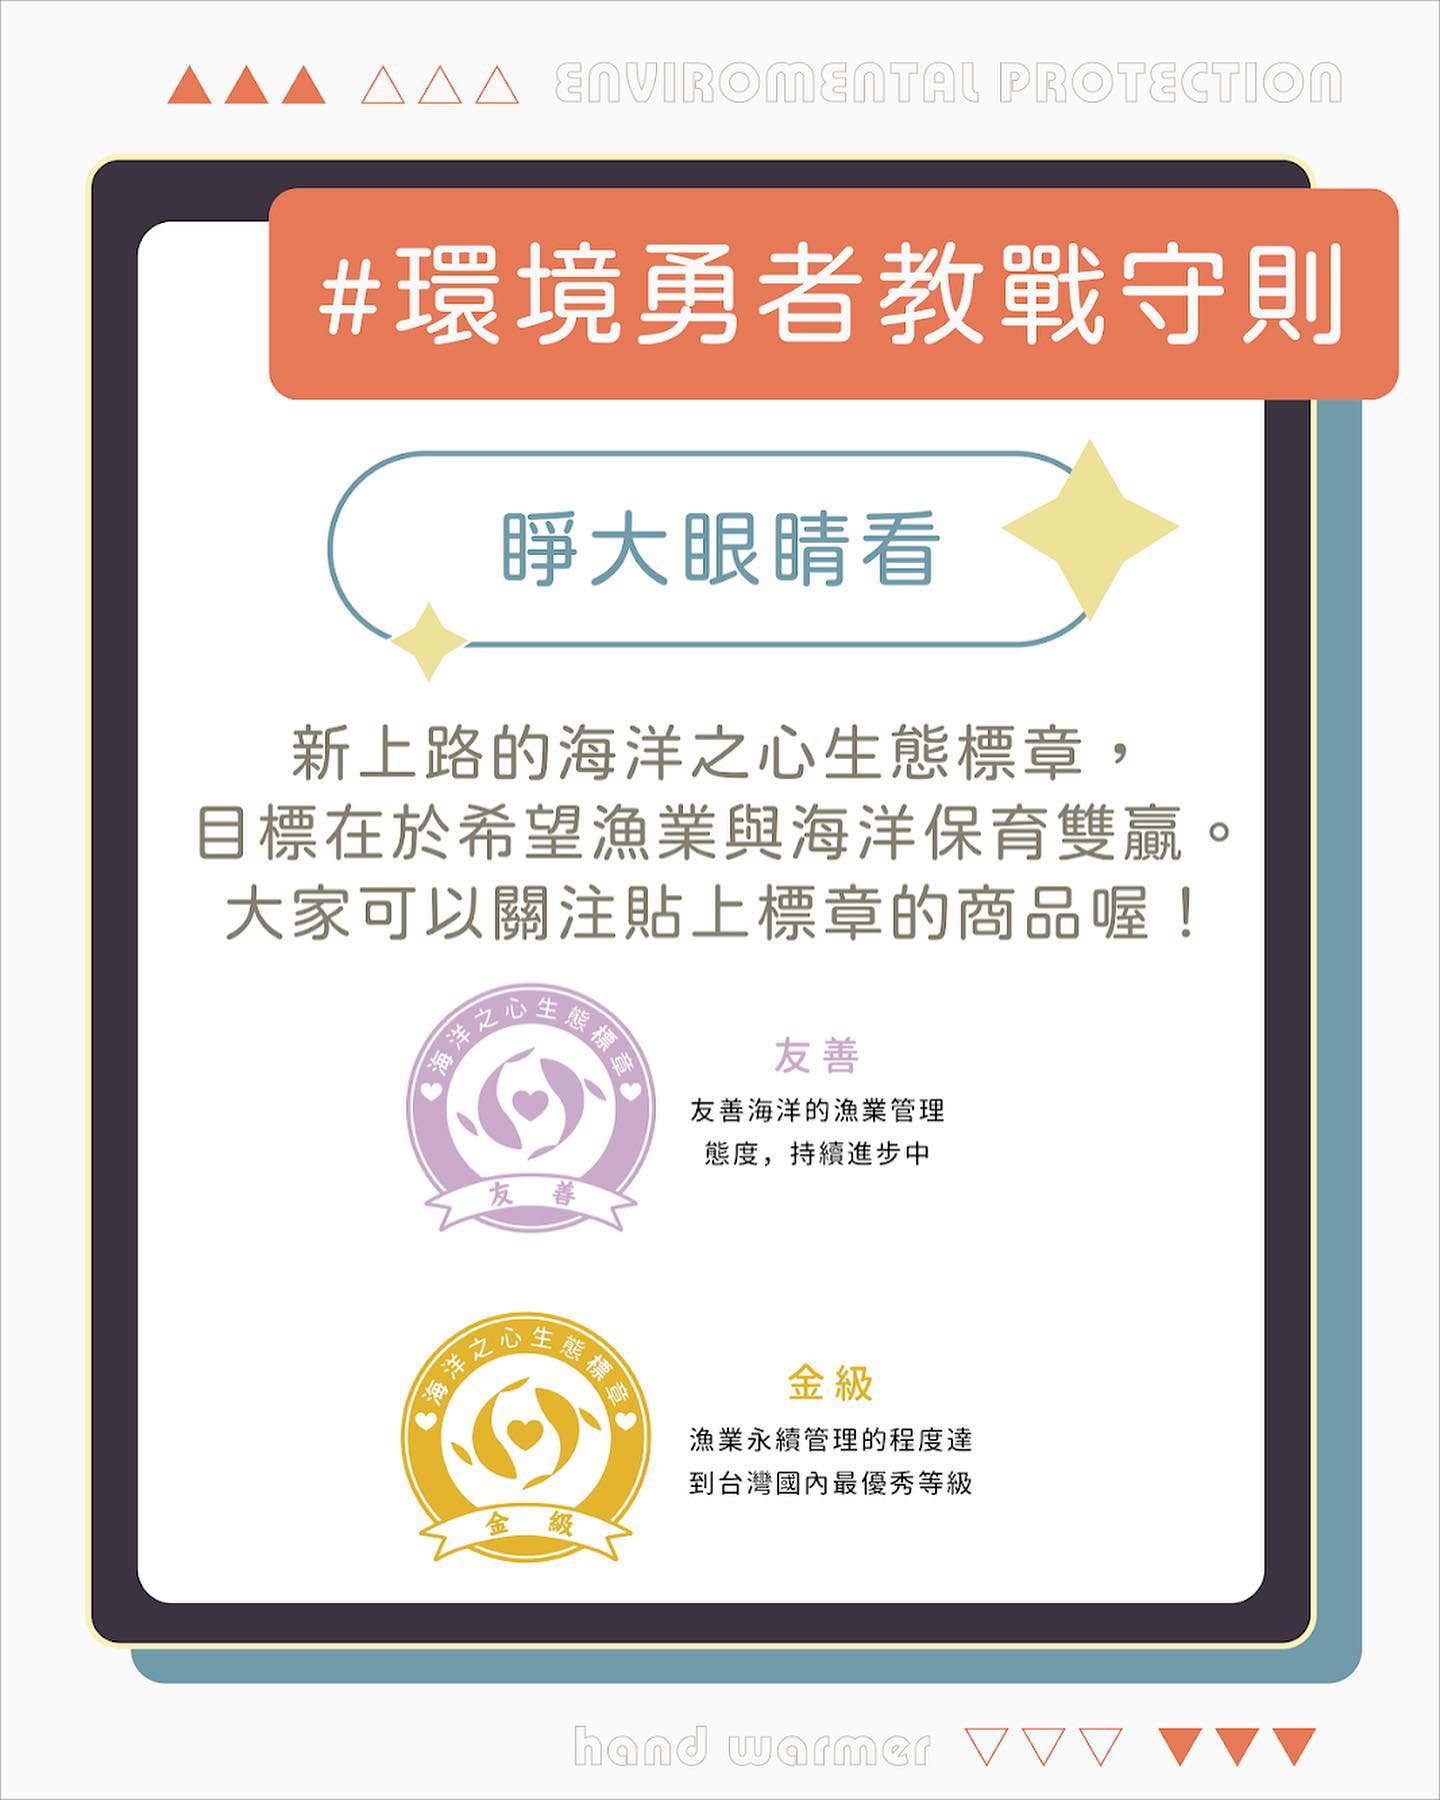 ENVIROMENTAL PROTECTION
#環境勇者教戰守則
睜大眼睛看
新上路的海洋之心生態標章，
目標在於希望漁業與海洋保育雙贏。
大家可以關注貼上標章的商品喔！
海洋之心生態標章
友 善
友善
友善海洋的漁業管理
態度，持續進步中
海洋之心生態標章
金 級
金級
漁業永續管理的程度達
到台灣國內最優秀等級
hand warmer